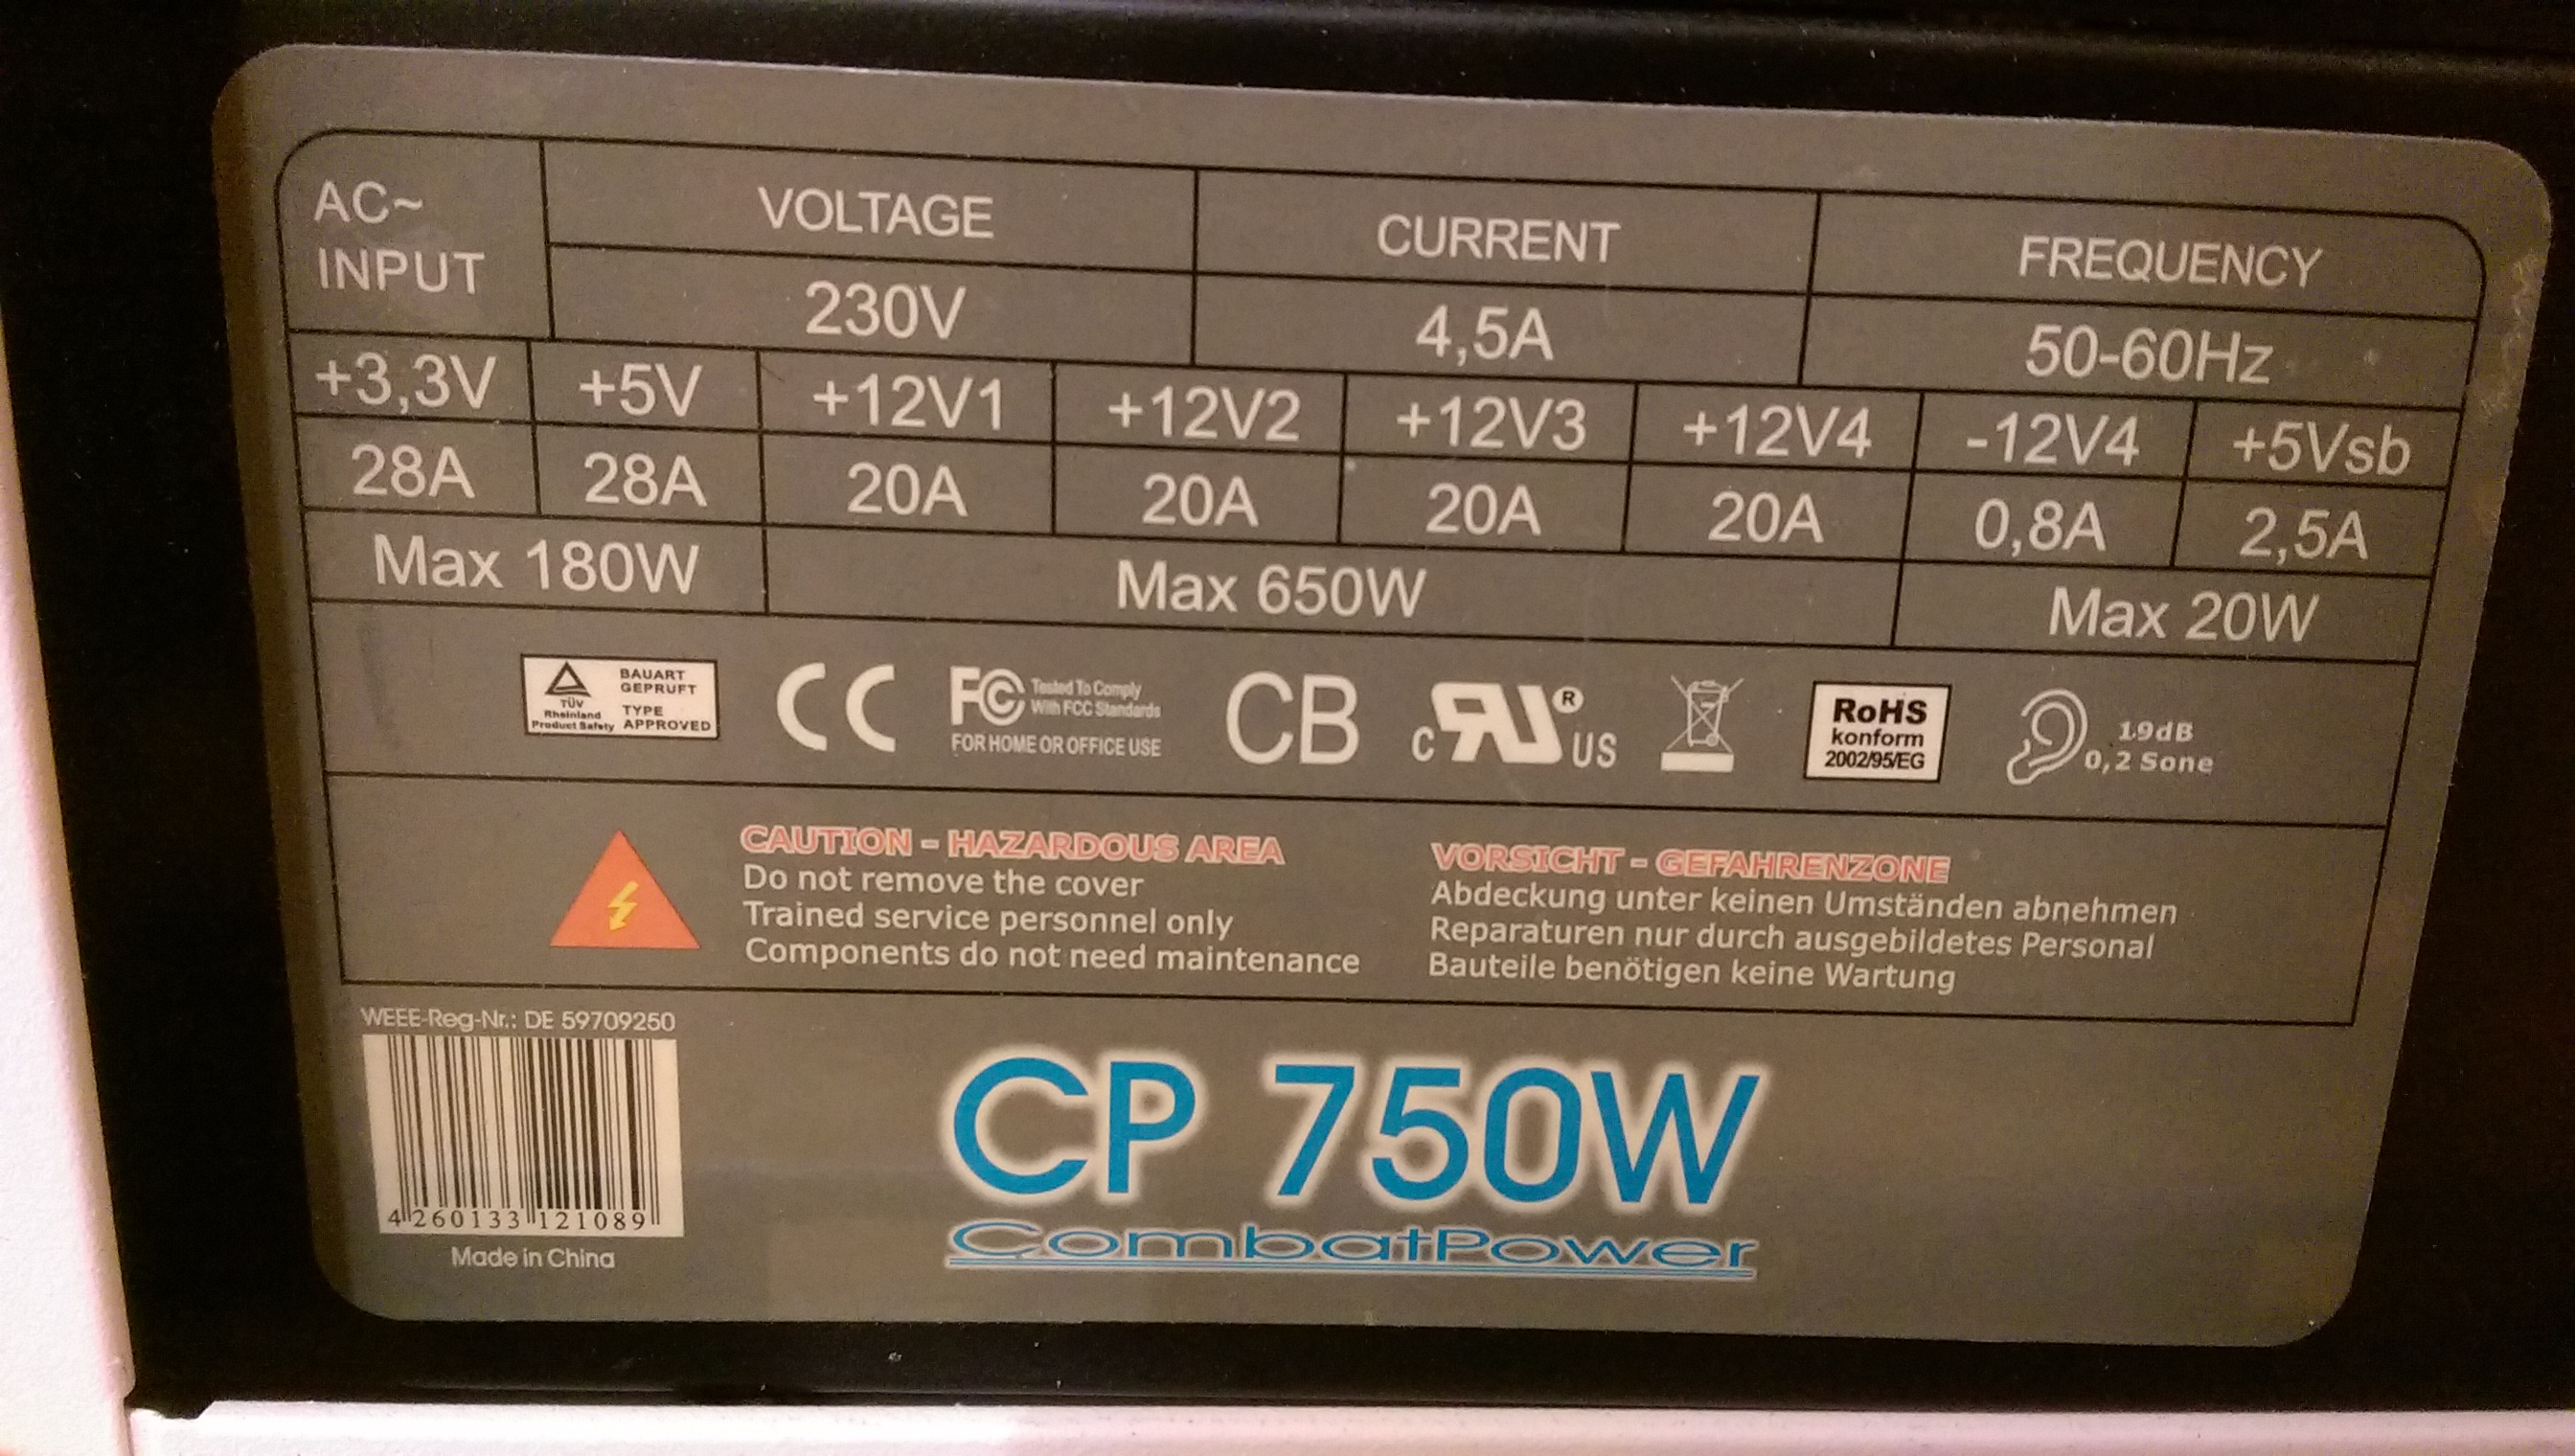 AC~ VOLTAGE CURRENT FREQUENCY
INPUT 230V 4,5A 50-60Hz
+3,3V +5V +12V1 +12V2 +12V3 +12V4 -12V4 +5Vsb
28A 28A 20A 20A 20A 20A 0,8A 2,5A
Max 180W Max 650W Max 20W
TÜV
Rheinland
Product Safety
BAUART
GEPRUFT
TYPE
APPROVED
CE
FC Tested To Comply
With FCC Standards
FOR HOME OR OFFICE USE
CB
c RU ® US
RoHS
konform
2002/95/EG
19dB
0,2 Sone
CAUTION - HAZARDOUS AREA
Do not remove the cover
Trained service personnel only
Components do not need maintenance
VORSICHT - GEFAHRENZONE
Abdeckung unter keinen Umständen abnehmen
Reparaturen nur durch ausgebildetes Personal
Bauteile benötigen keine Wartung
WEEE-Reg-Nr.: DE 59709250
4 260133 121089
Made in China
CP 750W
CombatPower